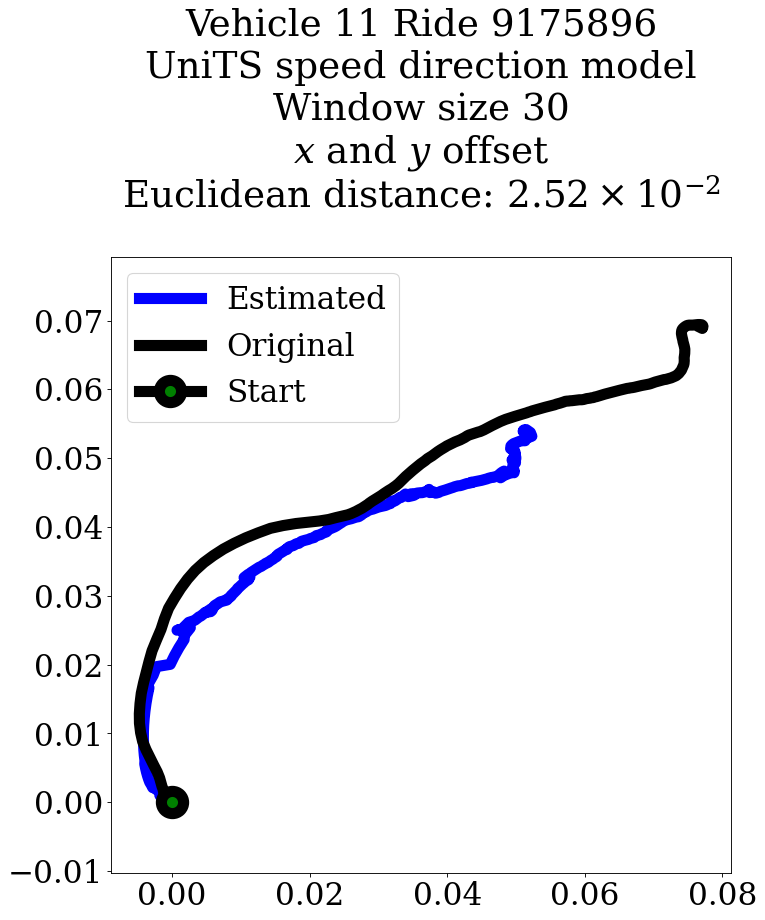 Vehicle 11 Ride 9175896
UniTS speed direction model
Window size 30
x and y offset
Euclidean distance: 2.52 × 10⁻²
Estimated
Original
Start
0.07
0.06
0.05
0.04
0.03
0.02
0.01
0.00
−0.01
0.00 0.02 0.04 0.06 0.08